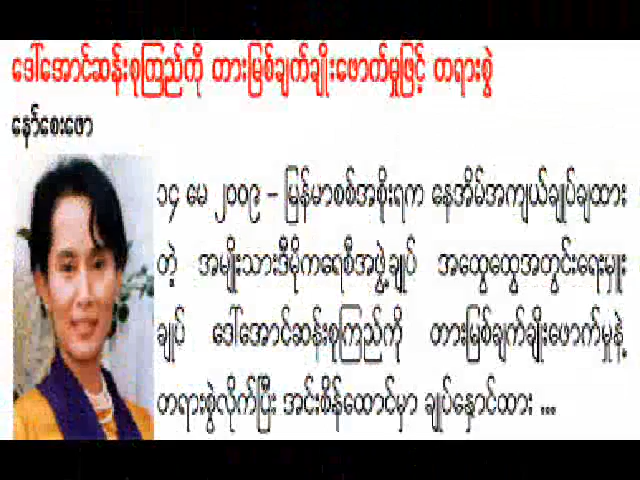 ဒေါ်အောင်ဆန်းစုကြည်ကို တားမြစ်ချက်ချိုးဖောက်မှုဖြင့် တရားစွဲ
နော်စေးဖော
၁၄ မေ ၂၀၀၉ – မြန်မာစစ်အစိုးရက နေအိမ်အကျယ်ချုပ်ချထား
တဲ့ အမျိုးသားဒီမိုကရေစီအဖွဲ့ချုပ် အထွေထွေအတွင်းရေးမှူး
ချုပ် ဒေါ်အောင်ဆန်းစုကြည်ကို တားမြစ်ချက်ချိုးဖောက်မှုနဲ့
တရားစွဲလိုက်ပြီး အင်းစိန်ထောင်မှာ ချုပ်နှောင်ထား ...